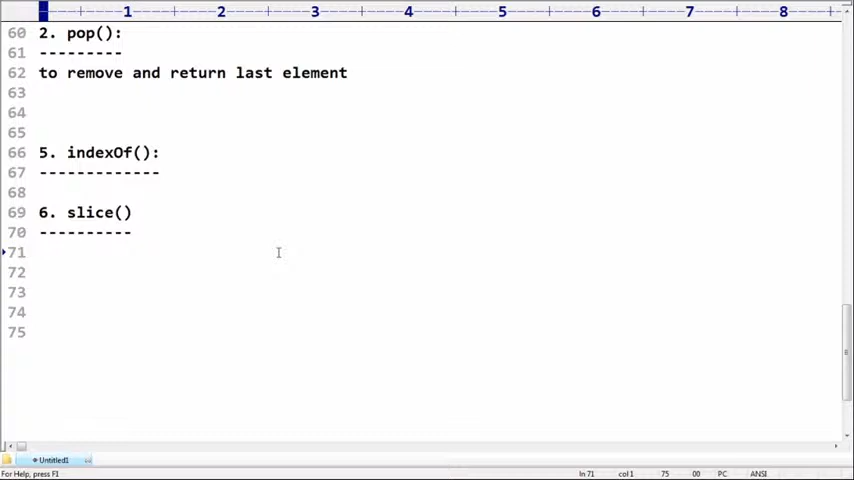 1 2 3 4 5 6 7 8
60 2. pop():
61 ---------
62 to remove and return last element
63
64
65
66 5. indexOf():
67 -------------
68
69 6. slice()
70 ----------
71
72
73
74
75
Untitled1
For Help, press F1 ln 71 col 1 75 00 PC ANSI